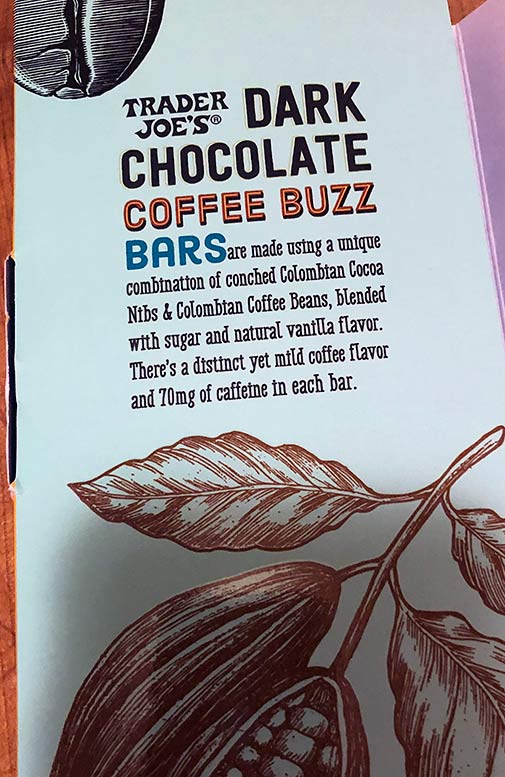 TRADER JOE'S® DARK
CHOCOLATE
COFFEE BUZZ
BARS are made using a unique
combination of conched Colombian Cocoa
Nibs & Colombian Coffee Beans, blended
with sugar and natural vanilla flavor.
There's a distinct yet mild coffee flavor
and 70mg of caffeine in each bar.